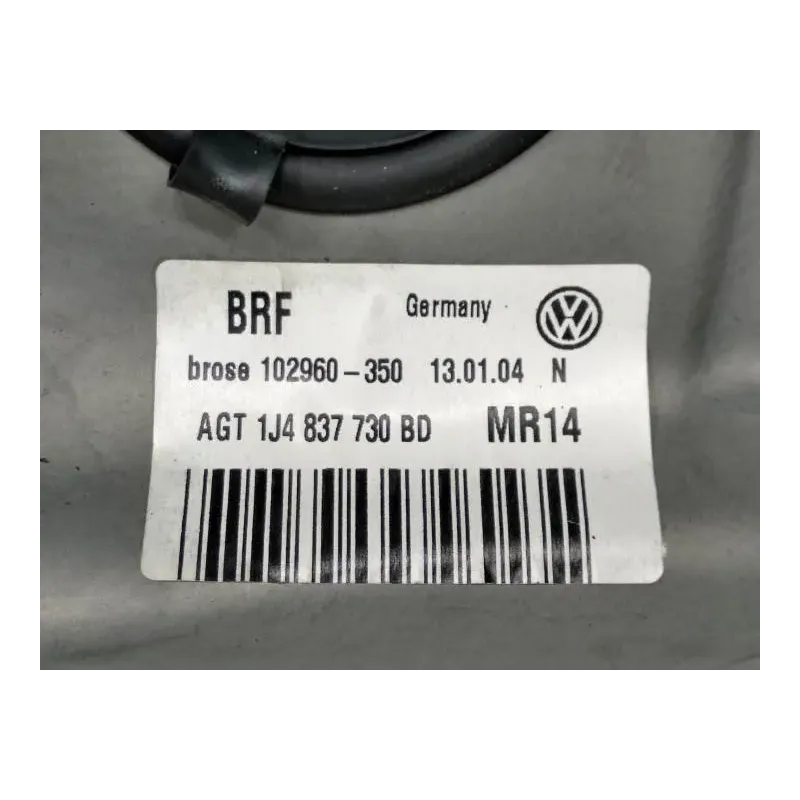 BRF Germany
brose 102960-350 13.01.04 N
AGT 1J4 837 730 BD MR14